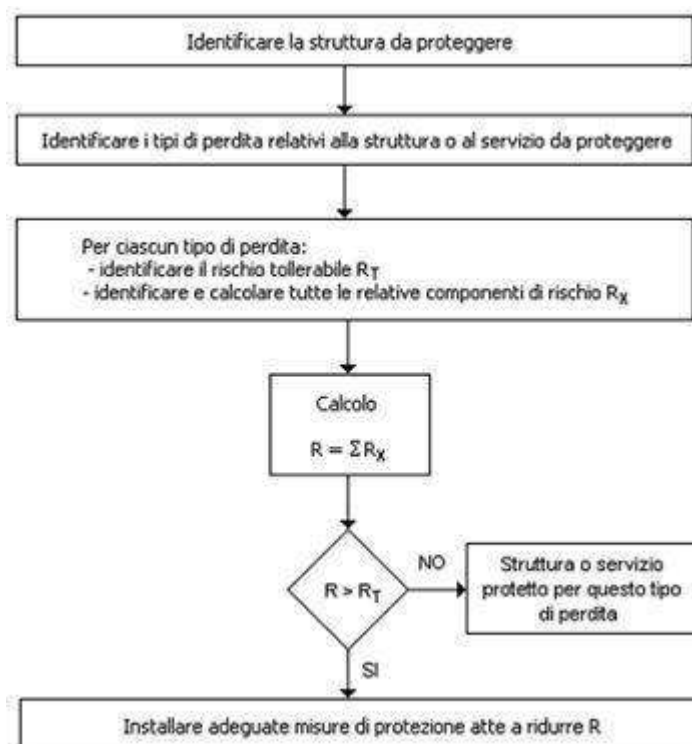 Identificare la struttura da proteggere
Identificare i tipi di perdita relativi alla struttura o al servizio da proteggere
Per ciascun tipo di perdita:
- identificare il rischio tollerabile RT
- identificare e calcolare tutte le relative componenti di rischio RX
Calcolo
R = ΣRX
R > RT
NO
Struttura o servizio
protetto per questo tipo
di perdita
SI
Installare adeguate misure di protezione atte a ridurre R